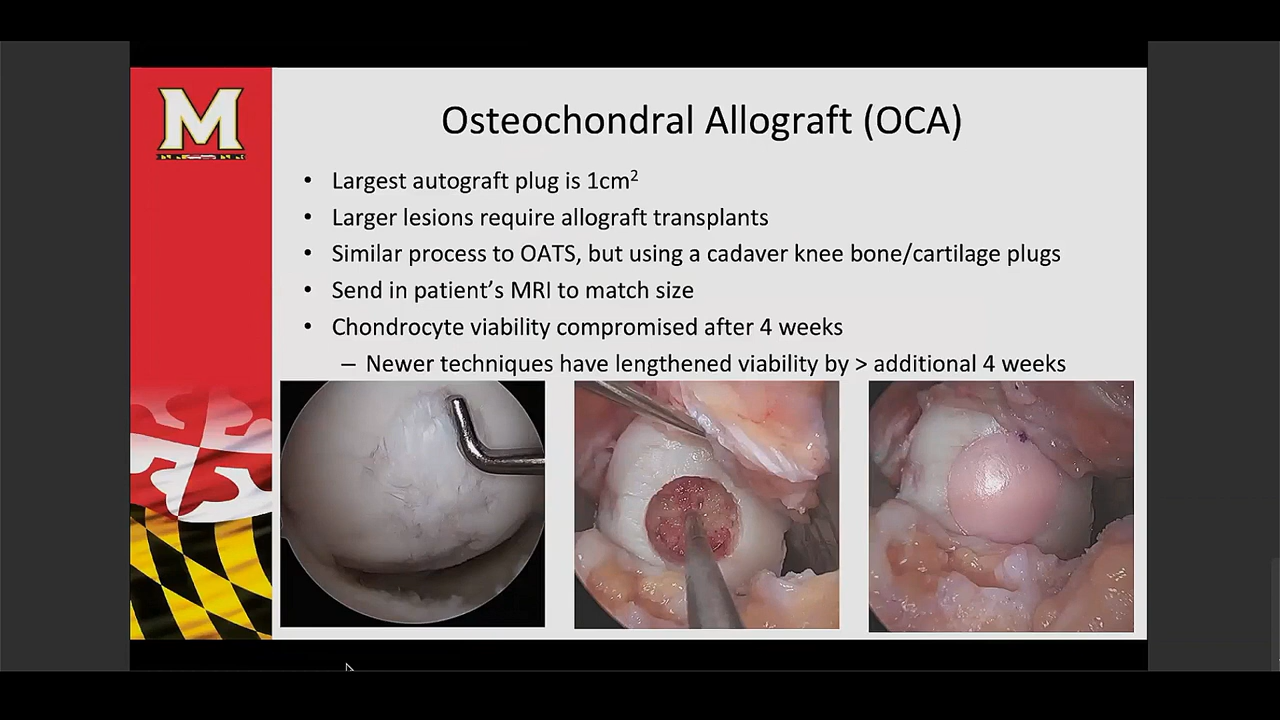 M
Osteochondral Allograft (OCA)
• Largest autograft plug is 1cm²
• Larger lesions require allograft transplants
• Similar process to OATS, but using a cadaver knee bone/cartilage plugs
• Send in patient’s MRI to match size
• Chondrocyte viability compromised after 4 weeks
– Newer techniques have lengthened viability by > additional 4 weeks